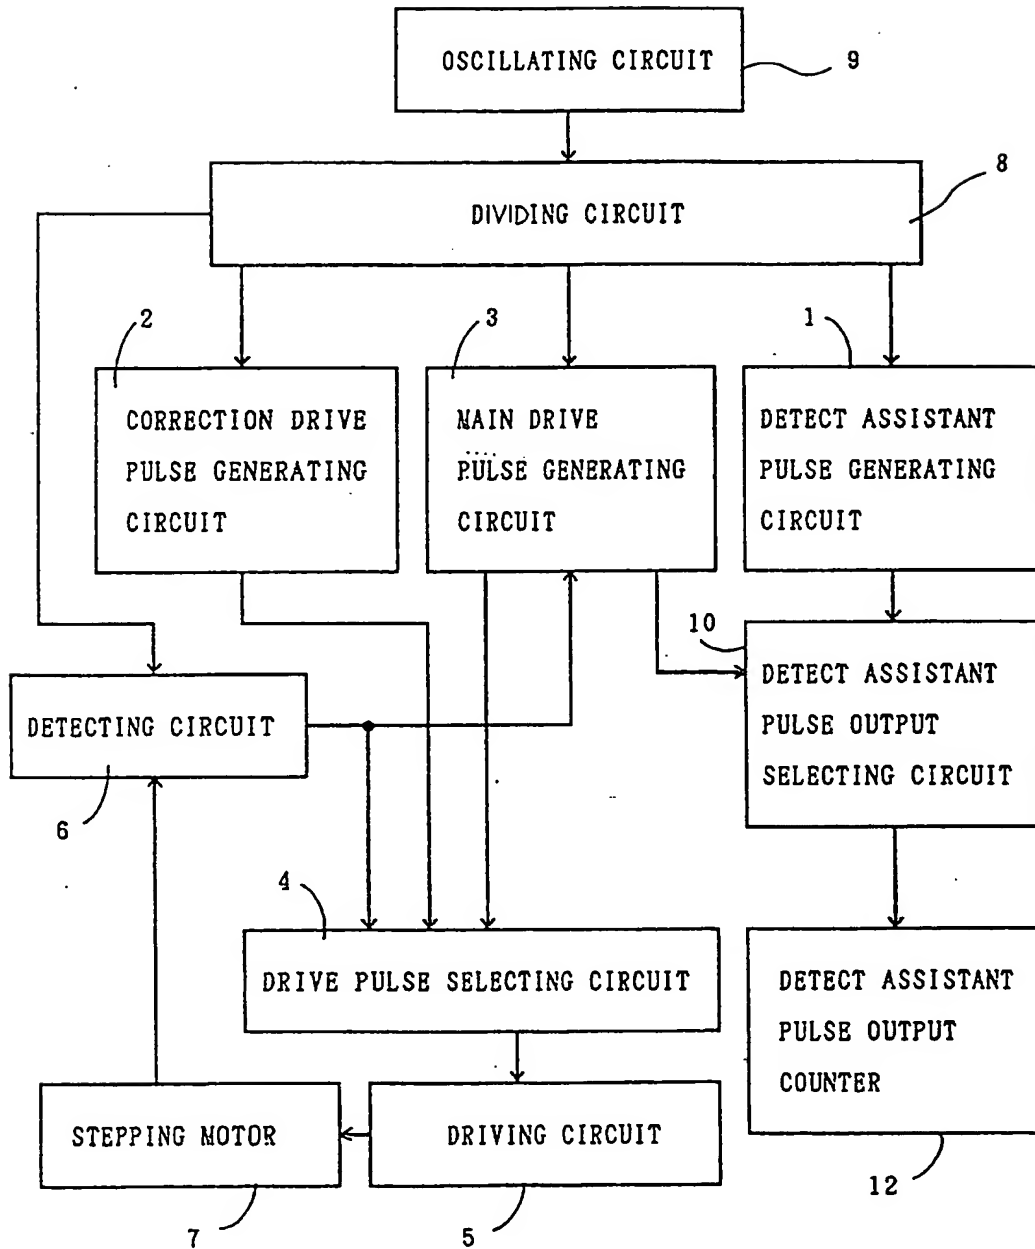 OSCILLATING CIRCUIT
9
8
DIVIDING CIRCUIT
2
3
1
CORRECTION DRIVE
PULSE GENERATING
CIRCUIT
MAIN DRIVE
PULSE GENERATING
CIRCUIT
DETECT ASSISTANT
PULSE GENERATING
CIRCUIT
10
DETECT ASSISTANT
PULSE OUTPUT
SELECTING CIRCUIT
DETECTING CIRCUIT
6
4
DRIVE PULSE SELECTING CIRCUIT
DETECT ASSISTANT
PULSE OUTPUT
COUNTER
STEPPING MOTOR
DRIVING CIRCUIT
12
7
5